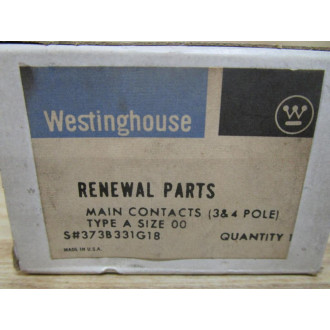 Westinghouse
W
RENEWAL PARTS
MAIN CONTACTS (3&4 POLE)
TYPE A SIZE 00
S#373B331G18 QUANTITY 1
MADE IN U.S.A.